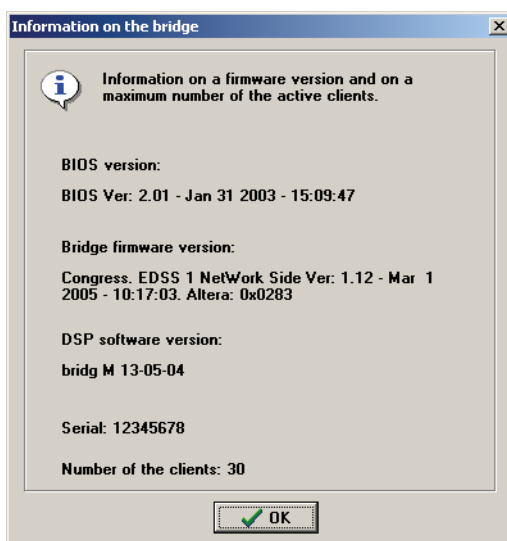 Information on the bridge
Information on a firmware version and on a
maximum number of the active clients.
BIOS version:
BIOS Ver: 2.01 - Jan 31 2003 - 15:09:47
Bridge firmware version:
Congress. EDSS 1 NetWork Side Ver: 1.12 - Mar  1
2005 - 10:17:03. Altera: 0x0283
DSP software version:
bridg M 13-05-04
Serial: 12345678
Number of the clients: 30
OK